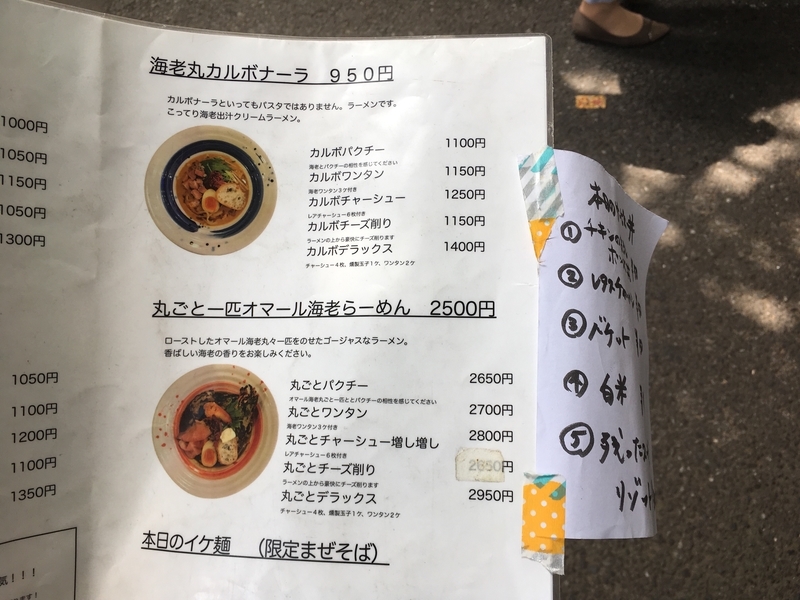 1000円
1050円
1150円
1050円
1300円
1050円
1100円
1200円
1100円
1350円
気！！！
海老丸カルボナーラ　９５０円
カルボナーラといってもパスタではありません。ラーメンです。
こってり海老出汁クリームラーメン。
カルボパクチー 1100円
海老とパクチーの相性を感じてください
カルボワンタン 1150円
海老ワンタン３ケ付き
カルボチャーシュー 1250円
レアチャーシュー６枚付き
カルボチーズ削り 1150円
ラーメンの上から豪快にチーズ削ります
カルボデラックス 1400円
チャーシュー４枚、燻製玉子１ケ、ワンタン２ケ
丸ごと一匹オマール海老らーめん　2500円
ローストしたオマール海老丸々一匹をのせたゴージャスなラーメン。
香ばしい海老の香りをお楽しみください。
丸ごとパクチー 2650円
オマール海老丸ごと一匹とパクチーの相性を感じてください
丸ごとワンタン 2700円
海老ワンタン３ケ付き
丸ごとチャーシュー増し増し 2800円
レアチャーシュー６枚付き
丸ごとチーズ削り 2650円
ラーメンの上から豪快にチーズ削ります
丸ごとデラックス 2950円
チャーシュー４枚、燻製玉子１ケ、ワンタン２ケ
本日のイケ麺　（限定まぜそば）
本日の
① チキン
②
③ バケット
④ 白米
⑤
リゾット